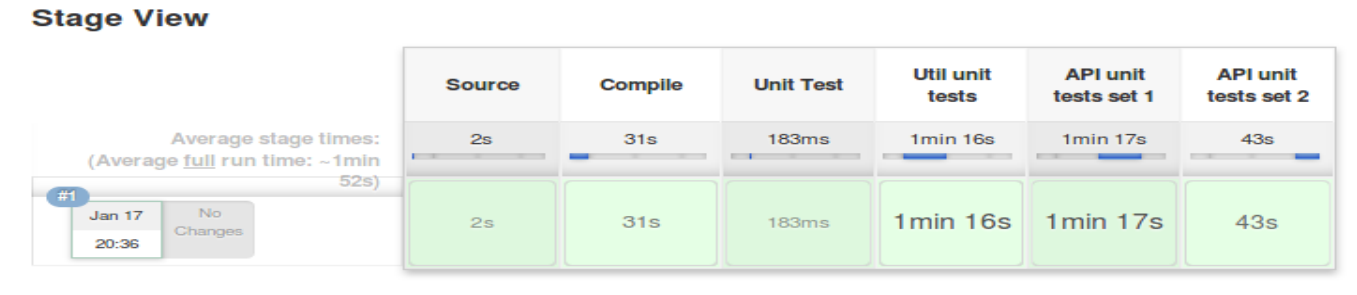 Stage View
Source
Compile
Unit Test
Util unit
tests
API unit
tests set 1
API unit
tests set 2
Average stage times:
(Average full run time: ~1min
52s)
2s
31s
183ms
1min 16s
1min 17s
43s
#1
Jan 17
20:36
No
Changes
2s
31s
183ms
1min 16s
1min 17s
43s